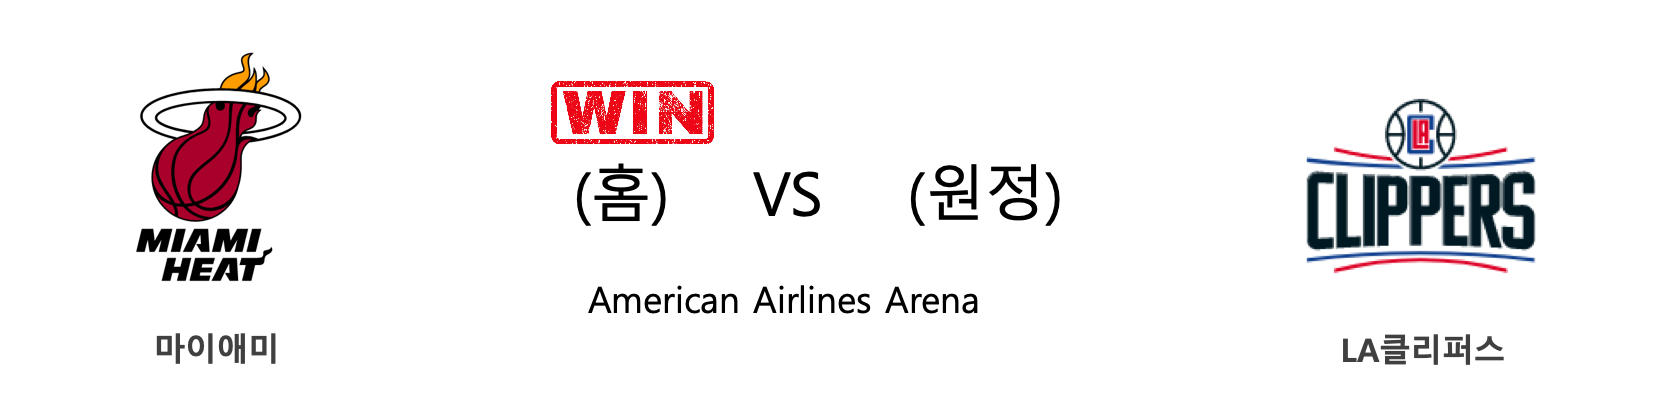 WIN
(홈) VS (원정)
American Airlines Arena
MIAMI
HEAT
마이애미
LA
CLIPPERS
LA클리퍼스